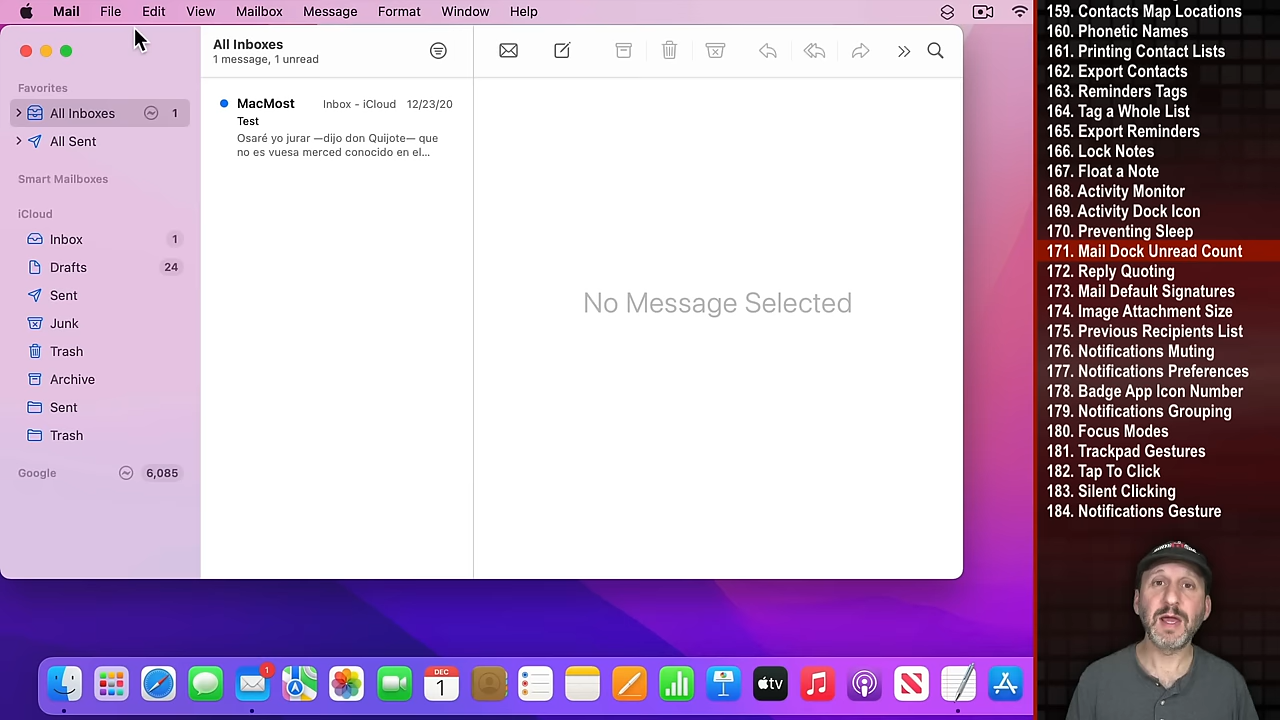 Mail File Edit View Mailbox Message Format Window Help
All Inboxes
1 message, 1 unread
Favorites
All Inboxes 1
All Sent
Smart Mailboxes
iCloud
Inbox 1
Drafts 24
Sent
Junk
Trash
Archive
Sent
Trash
Google 6,085
MacMost Inbox - iCloud 12/23/20
Test
Osaré yo jurar —dijo don Quijote— que
no es vuesa merced conocido en el...
No Message Selected
1
DEC
1
tv
159. Contacts Map Locations
160. Phonetic Names
161. Printing Contact Lists
162. Export Contacts
163. Reminders Tags
164. Tag a Whole List
165. Export Reminders
166. Lock Notes
167. Float a Note
168. Activity Monitor
169. Activity Dock Icon
170. Preventing Sleep
171. Mail Dock Unread Count
172. Reply Quoting
173. Mail Default Signatures
174. Image Attachment Size
175. Previous Recipients List
176. Notifications Muting
177. Notifications Preferences
178. Badge App Icon Number
179. Notifications Grouping
180. Focus Modes
181. Trackpad Gestures
182. Tap To Click
183. Silent Clicking
184. Notifications Gesture